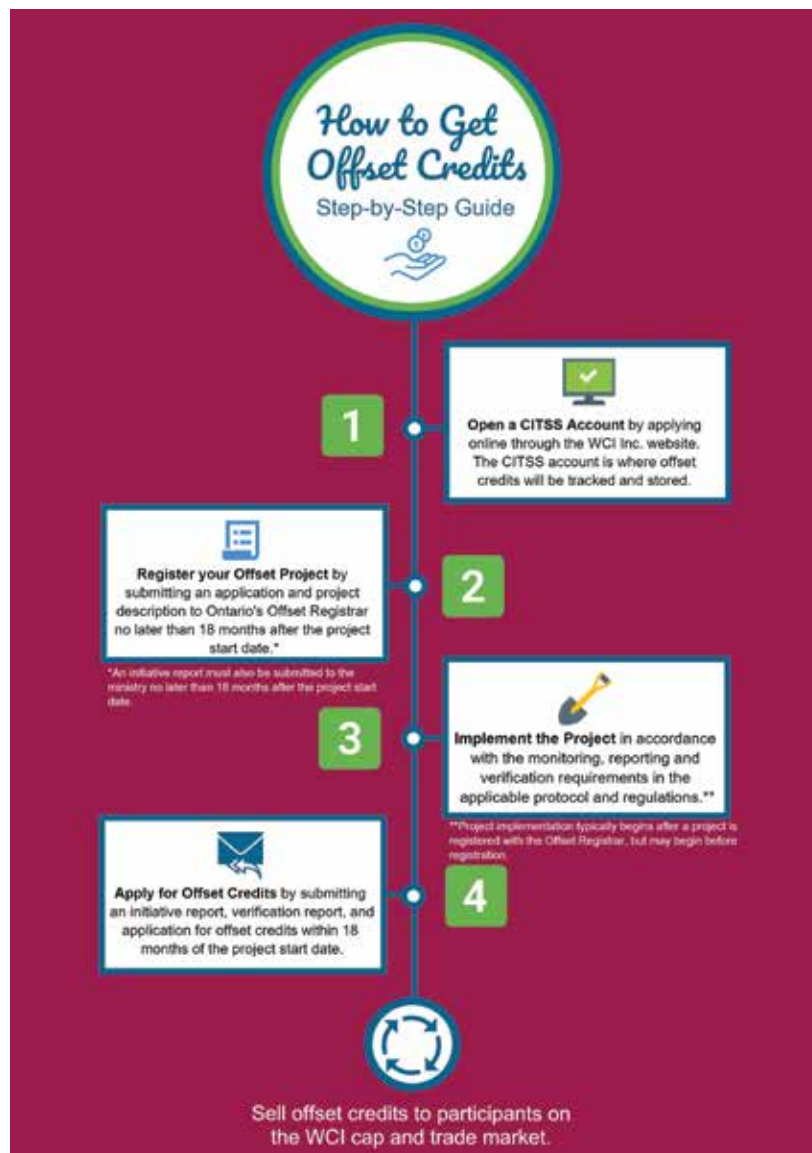 How to Get
Offset Credits
Step-by-Step Guide
1
Open a CITSS Account by applying
online through the WCI Inc. website.
The CITSS account is where offset
credits will be tracked and stored.
2
Register your Offset Project by
submitting an application and project
description to Ontario's Offset Registrar
no later than 18 months after the project
start date.*
*An initiative report must also be submitted to the
ministry no later than 18 months after the project start
date.
3
Implement the Project in accordance
with the monitoring, reporting and
verification requirements in the
applicable protocol and regulations.**
**Project implementation typically begins after a project is
registered with the Offset Registrar, but may begin before
registration.
4
Apply for Offset Credits by submitting
an initiative report, verification report, and
application for offset credits within 18
months of the project start date.
Sell offset credits to participants on
the WCI cap and trade market.